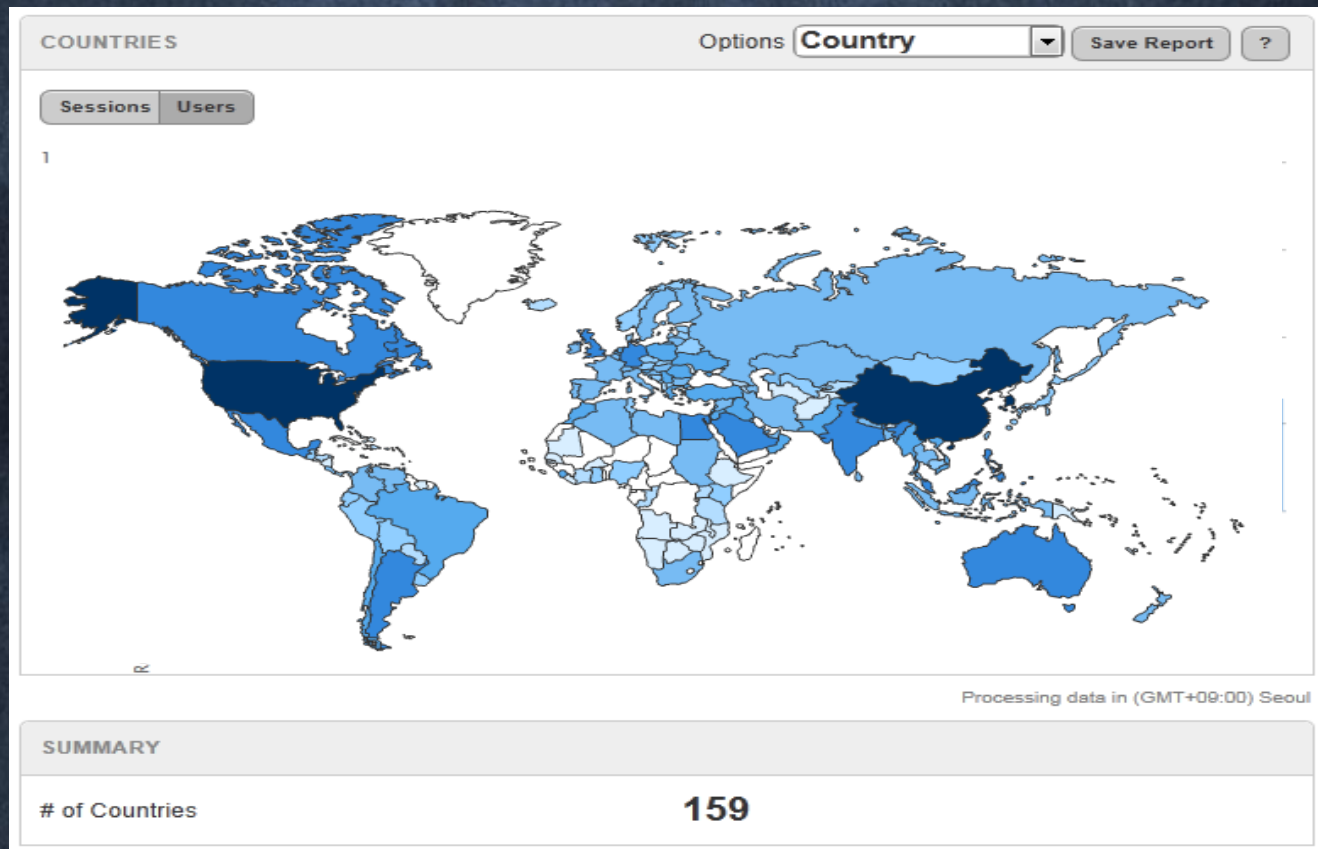 COUNTRIES Options Country Save Report ?
Sessions Users
1
R
Processing data in (GMT+09:00) Seoul
SUMMARY
# of Countries 159